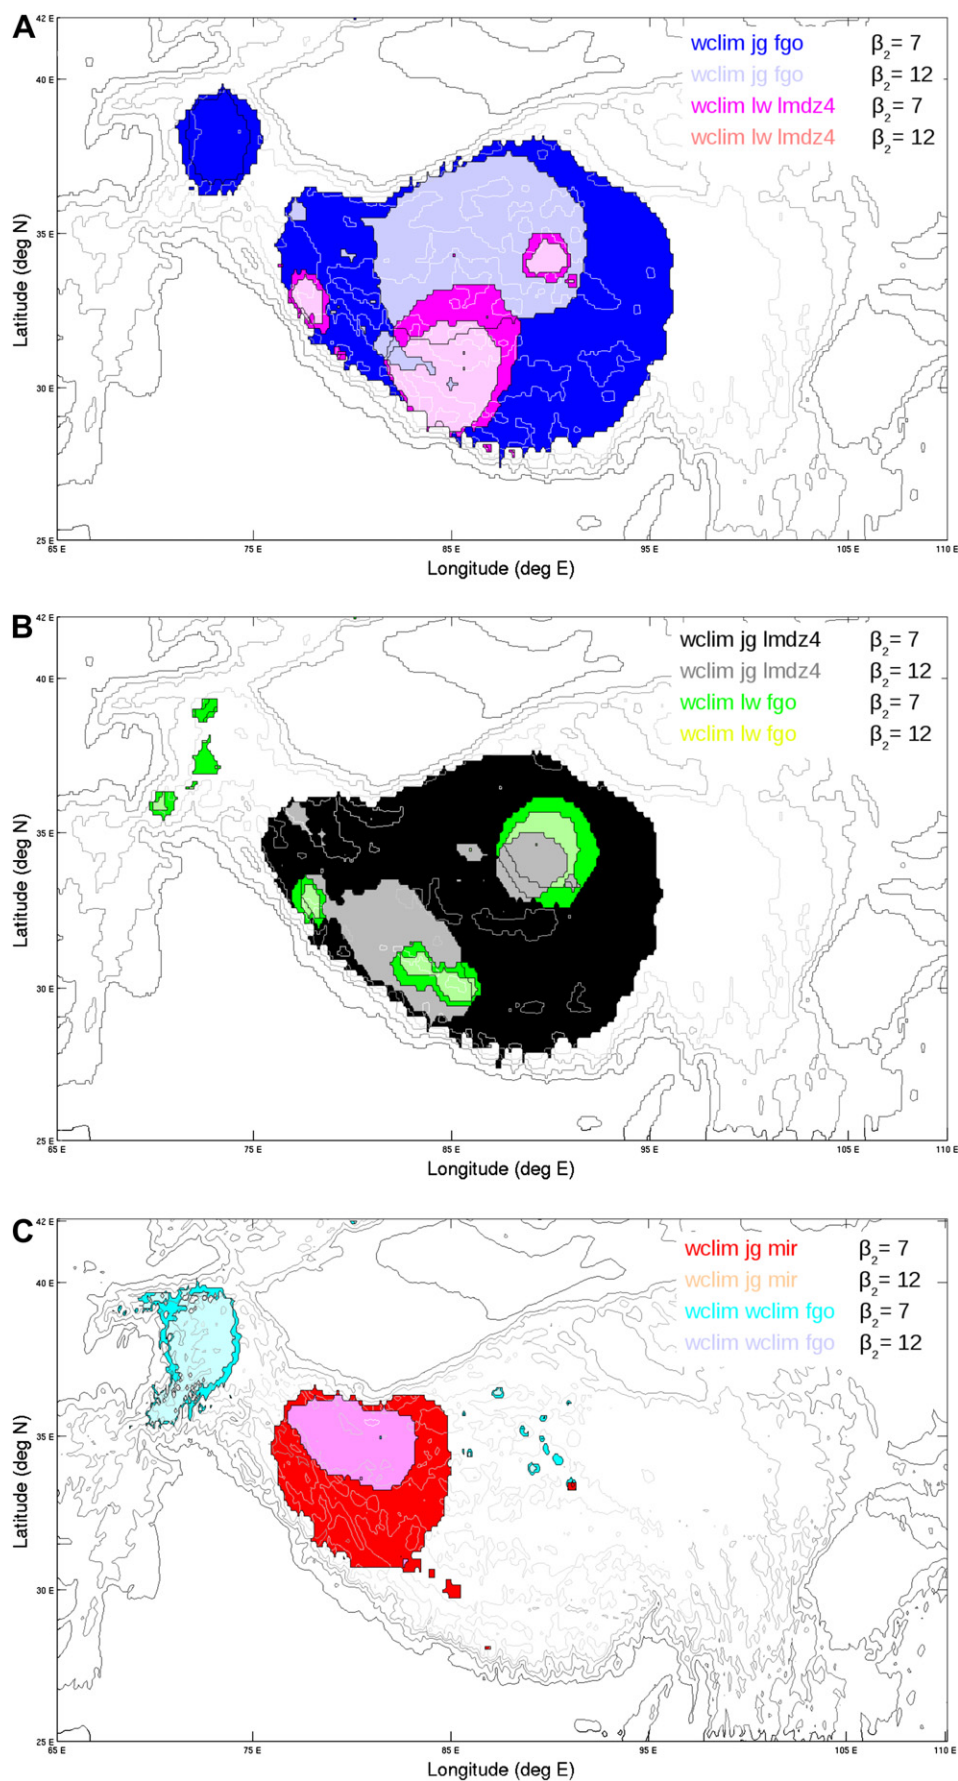 A
42 E
wclim jg fgo β2= 7
wclim jg fgo β2= 12
wclim lw lmdz4 β2= 7
wclim lw lmdz4 β2= 12
40 E
35 E
30 E
25 E
Latitude (deg N)
65 E 75 E 85 E 95 E 105 E 110 E
Longitude (deg E)
B
42 E
wclim jg lmdz4 β2= 7
wclim jg lmdz4 β2= 12
wclim lw fgo β2= 7
wclim lw fgo β2= 12
40 E
35 E
30 E
25 E
Latitude (deg N)
65 E 75 E 85 E 95 E 105 E 110 E
Longitude (deg E)
C
42 E
wclim jg mir β2= 7
wclim jg mir β2= 12
wclim wclim fgo β2= 7
wclim wclim fgo β2= 12
40 E
35 E
30 E
25 E
Latitude (deg N)
65 E 75 E 85 E 95 E 105 E 110 E
Longitude (deg E)